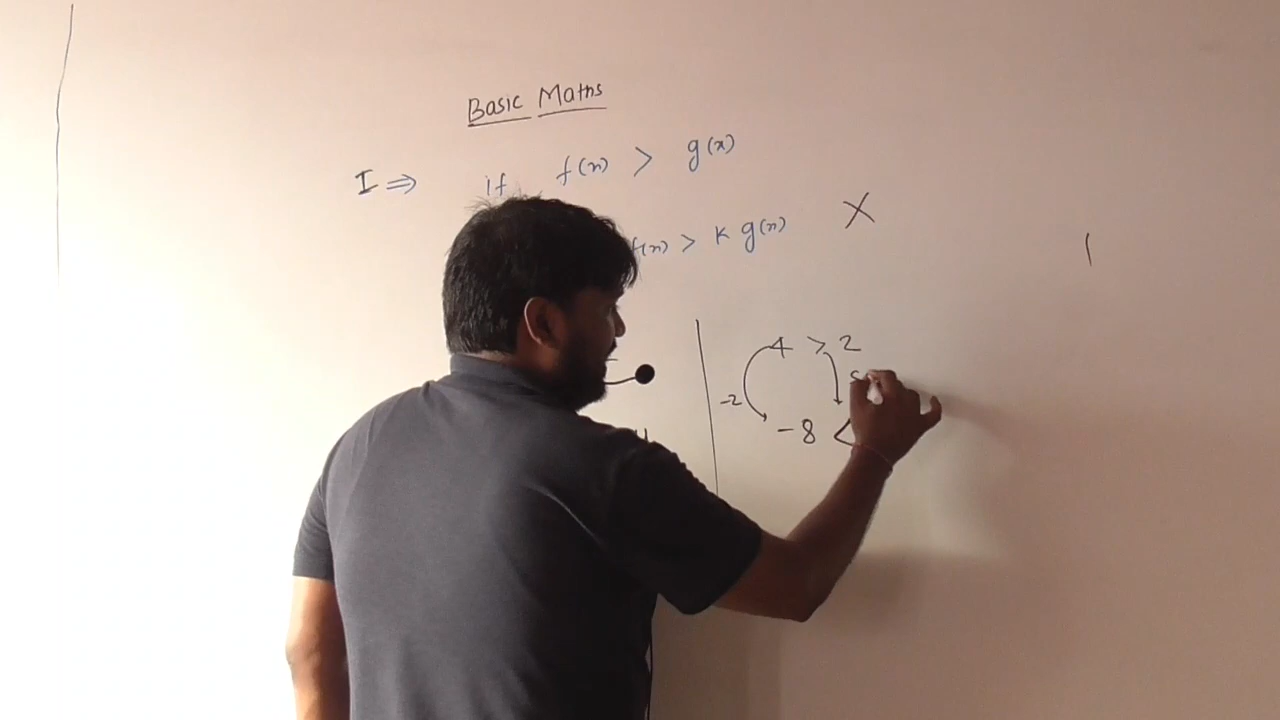 Basic Maths
I ⇒ if f(x) > g(x)
f(x) > K g(x) X
4 > 2
-2
-8 <